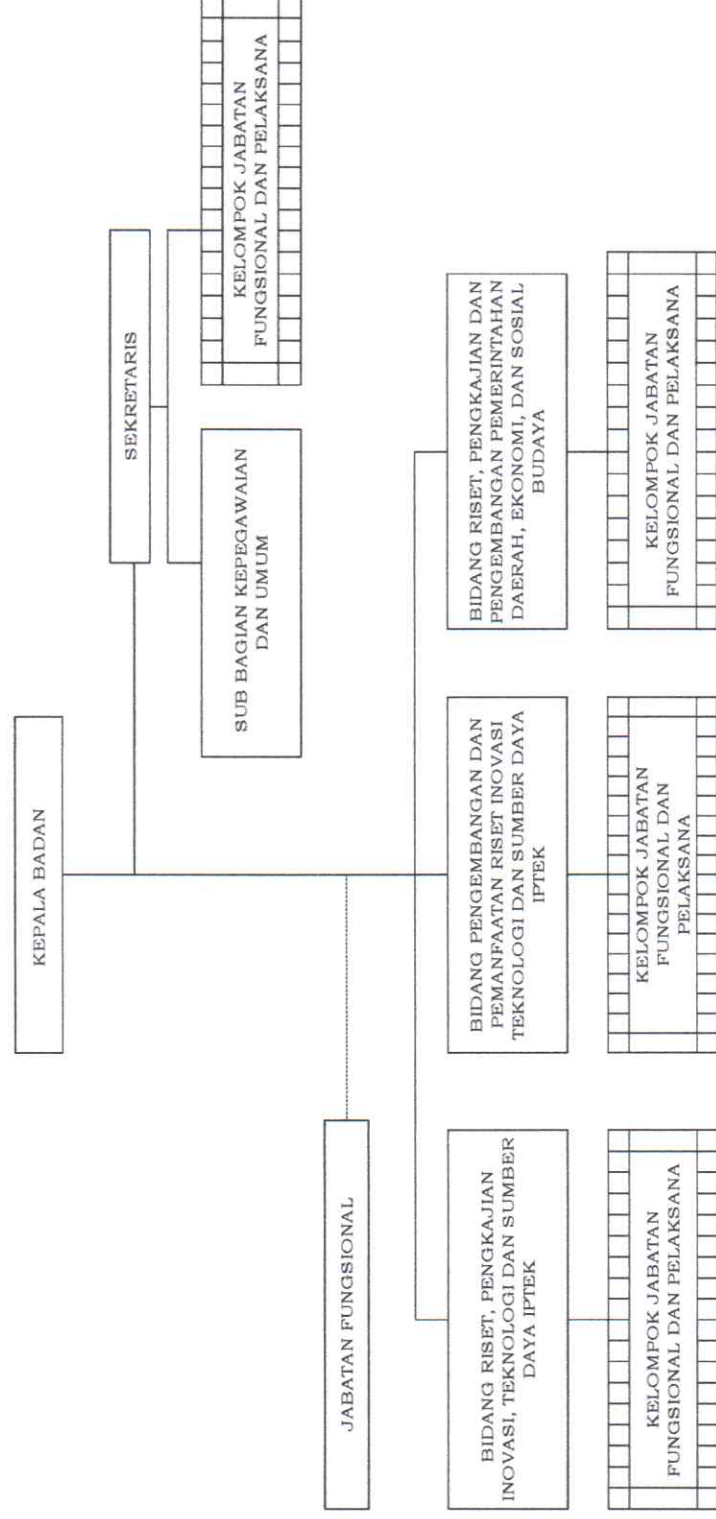 KEPALA BADAN
SEKRETARIS
SUB BAGIAN KEPEGAWAIAN
DAN UMUM
KELOMPOK JABATAN
FUNGSIONAL DAN PELAKSANA
JABATAN FUNGSIONAL
BIDANG RISET, PENGKAJIAN
INOVASI, TEKNOLOGI DAN SUMBER
DAYA IPTEK
BIDANG PENGEMBANGAN DAN
PEMANFAATAN RISET INOVASI
TEKNOLOGI DAN SUMBER DAYA
IPTEK
BIDANG RISET, PENGKAJIAN DAN
PENGEMBANGAN PEMERINTAHAN
DAERAH, EKONOMI, DAN SOSIAL
BUDAYA
KELOMPOK JABATAN
FUNGSIONAL DAN PELAKSANA
KELOMPOK JABATAN
FUNGSIONAL DAN
PELAKSANA
KELOMPOK JABATAN
FUNGSIONAL DAN PELAKSANA